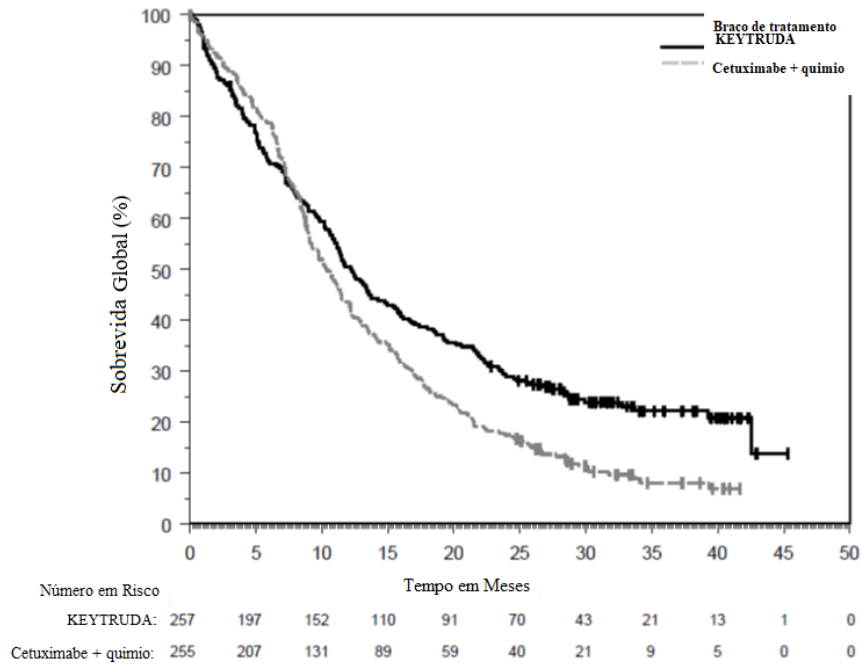 Braço de tratamento
KEYTRUDA
Cetuximabe + quimio
Sobrevida Global (%)
100
90
80
70
60
50
40
30
20
10
0
0 5 10 15 20 25 30 35 40 45 50
Tempo em Meses
Número em Risco
KEYTRUDA: 257 197 152 110 91 70 43 21 13 1 0
Cetuximabe + quimio: 255 207 131 89 59 40 21 9 5 0 0